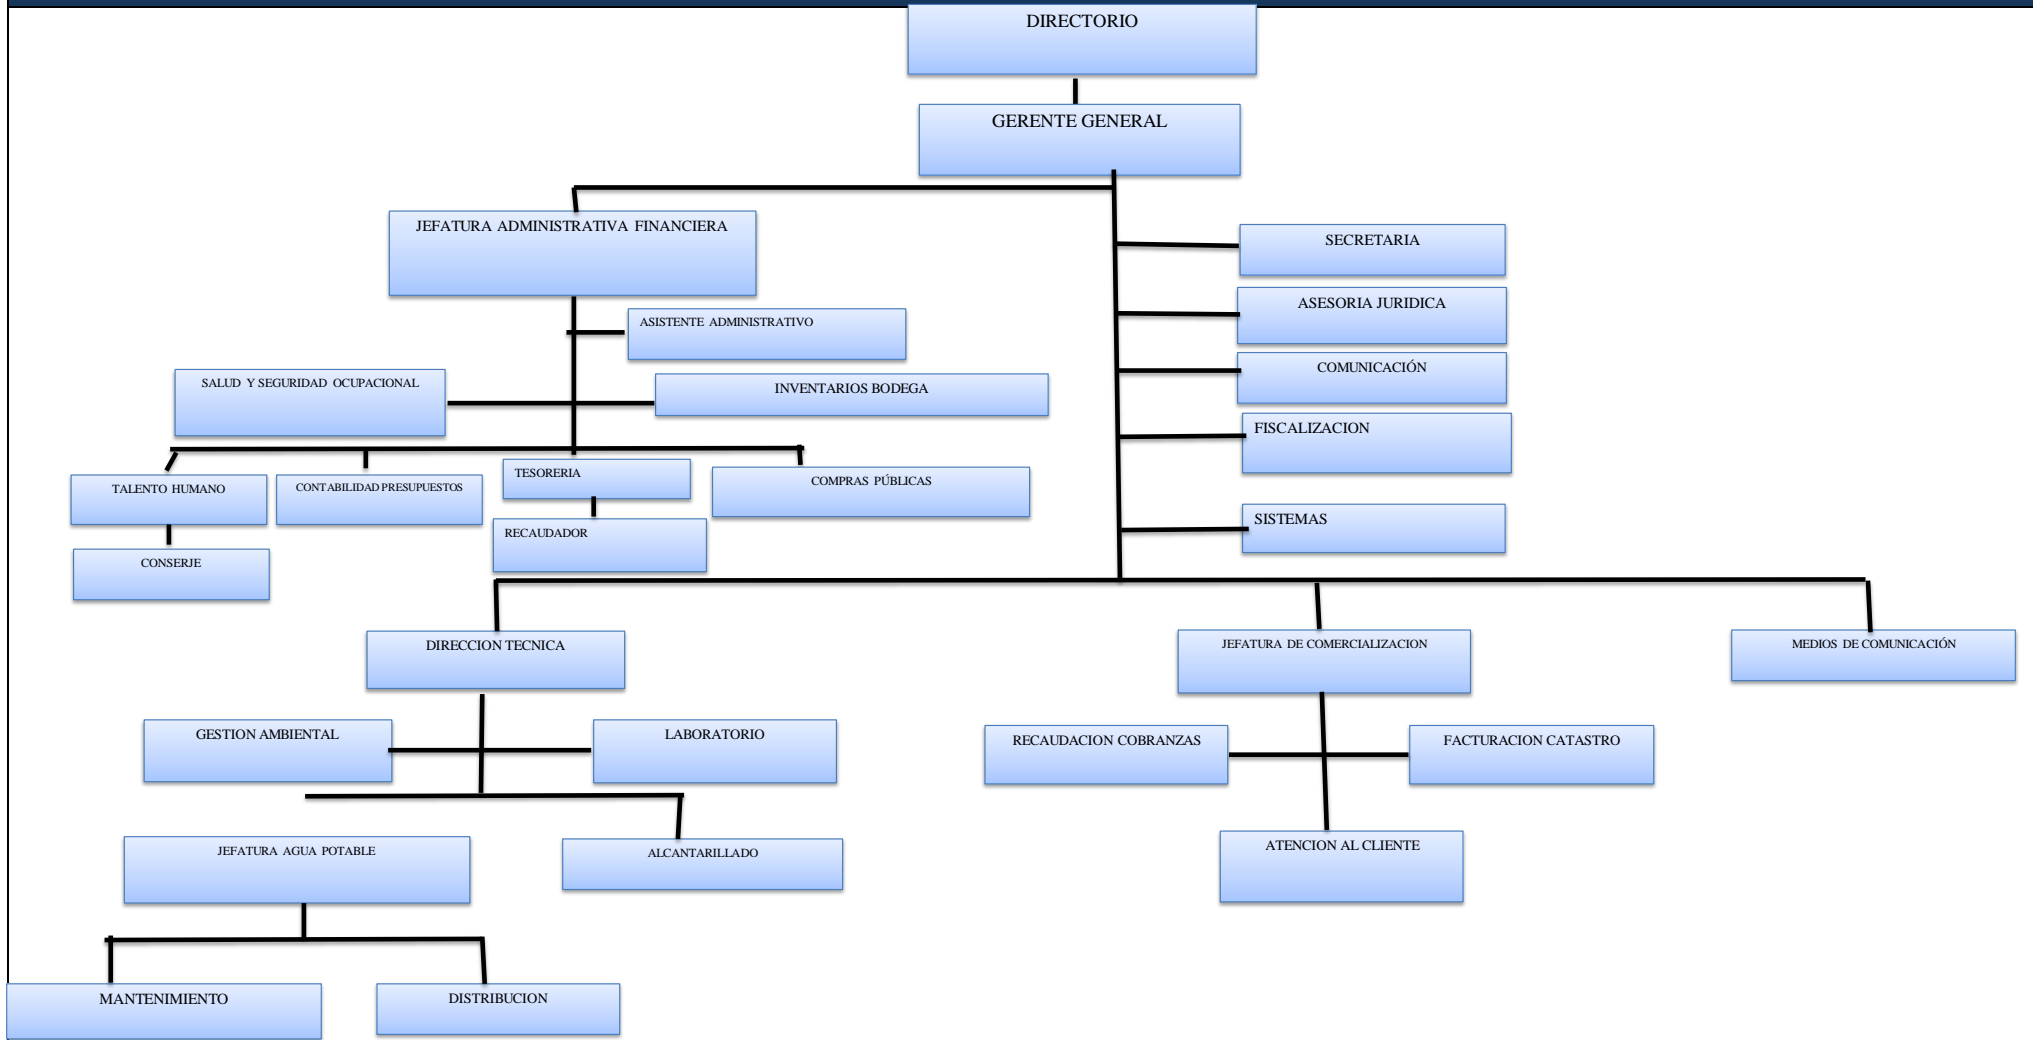 DIRECTORIO
GERENTE GENERAL
JEFATURA ADMINISTRATIVA FINANCIERA
SECRETARIA
ASESORIA JURIDICA
ASISTENTE ADMINISTRATIVO
COMUNICACIÓN
SALUD Y SEGURIDAD OCUPACIONAL
INVENTARIOS BODEGA
FISCALIZACION
TALENTO HUMANO
CONTABILIDAD PRESUPUESTOS
TESORERIA
COMPRAS PÚBLICAS
SISTEMAS
RECAUDADOR
CONSERJE
DIRECCION TECNICA
JEFATURA DE COMERCIALIZACION
MEDIOS DE COMUNICACIÓN
GESTION AMBIENTAL
LABORATORIO
RECAUDACION COBRANZAS
FACTURACION CATASTRO
JEFATURA AGUA POTABLE
ALCANTARILLADO
ATENCION AL CLIENTE
MANTENIMIENTO
DISTRIBUCION